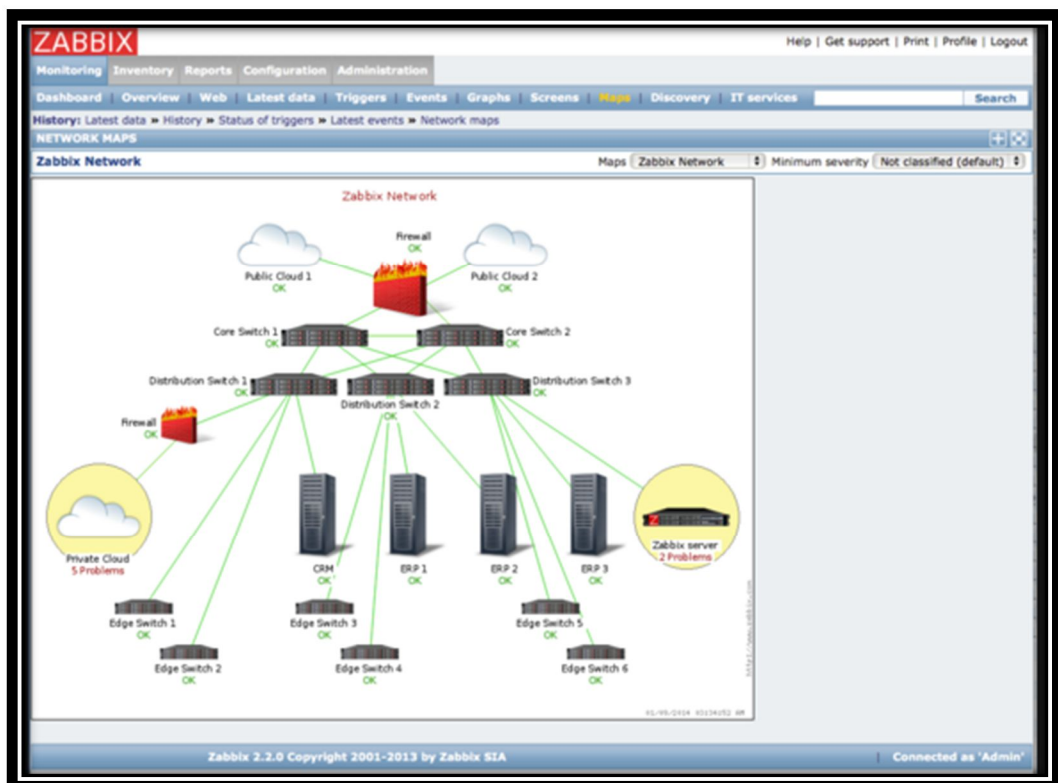 ZABBIX
Help | Get support | Print | Profile | Logout
Monitoring Inventory Reports Configuration Administration
Dashboard | Overview | Web | Latest data | Triggers | Events | Graphs | Screens | Maps | Discovery | IT services Search
History: Latest data » History » Status of triggers » Latest events » Network maps
NETWORK MAPS
Zabbix Network Maps Zabbix Network Minimum severity Not classified (default)
Zabbix Network
Firewall
OK
Public Cloud 1
OK
Public Cloud 2
OK
Core Switch 1
OK
Core Switch 2
OK
Distribution Switch 1
OK
Distribution Switch 2
OK
Distribution Switch 3
OK
Firewall
OK
Private Cloud
5 Problems
CRM
OK
ERP 1
OK
ERP 2
OK
ERP 3
OK
Zabbix server
2 Problems
Edge Switch 1
OK
Edge Switch 2
OK
Edge Switch 3
OK
Edge Switch 4
OK
Edge Switch 5
OK
Edge Switch 6
OK
http://www.zabbix.com
Zabbix 2.2.0 Copyright 2001-2013 by Zabbix SIA | Connected as 'Admin'